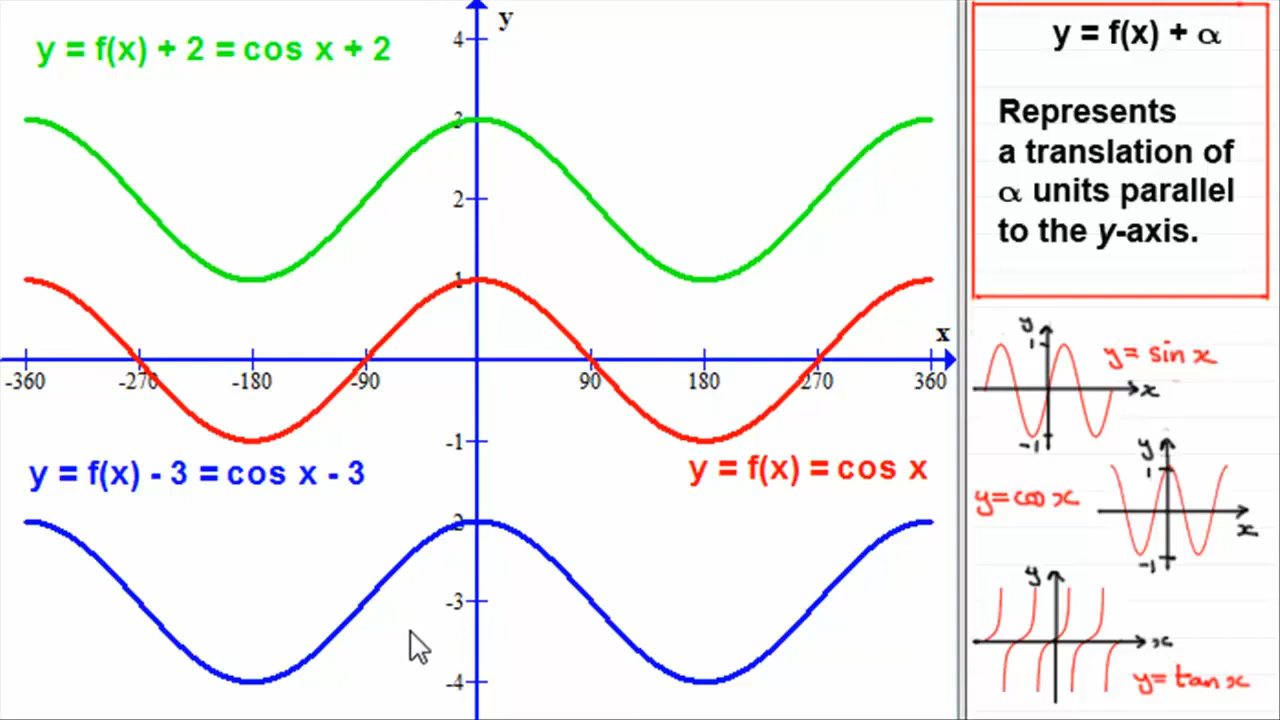 y
4
y = f(x) + 2 = cos x + 2
3
2
1
x
-360 -270 -180 -90 90 180 270 360
-1
y = f(x) - 3 = cos x - 3
y = f(x) = cos x
-2
-3
-4
y = f(x) + α
Represents
a translation of
α units parallel
to the y-axis.
y
1
y = sin x
x
-1
y
1
y = cos x
x
-1
y
x
y = tan x